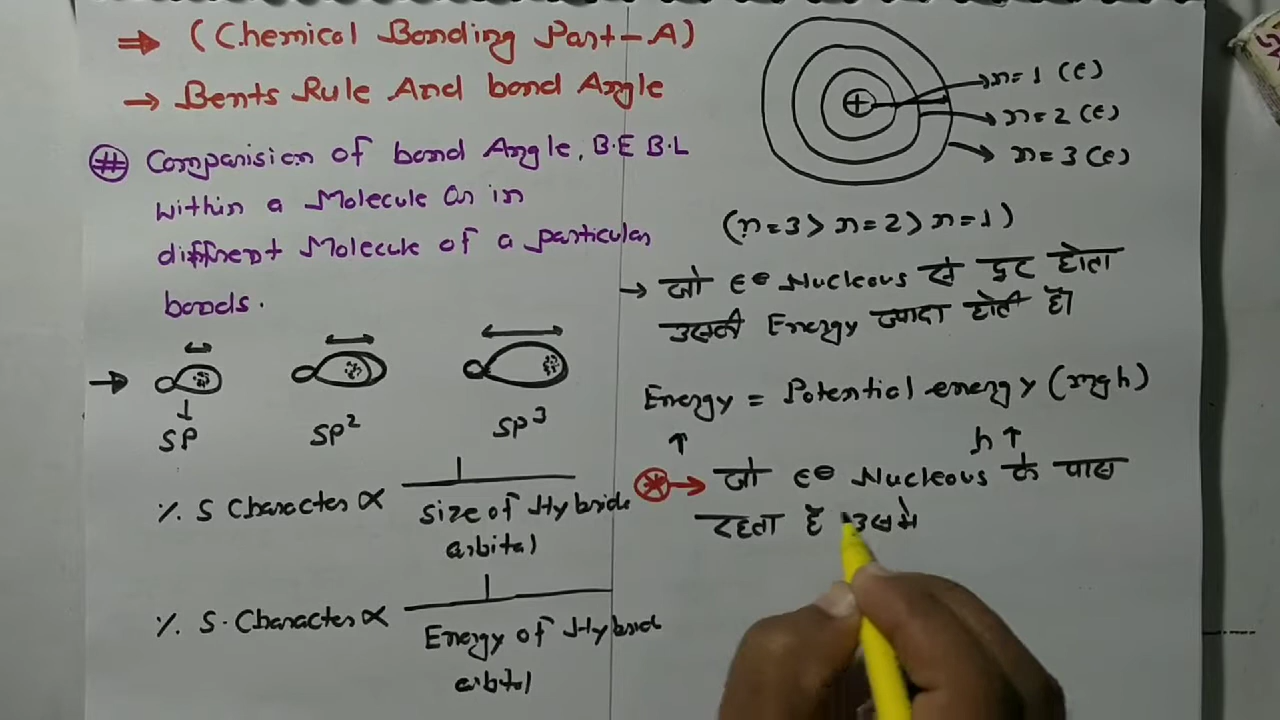 ⇒ (Chemical Bonding Part-A)
→ Bents Rule And bond Angle
# Comparision of bond Angle, B.E B.L
within a Molecule or in
different Molecule of a particular
bonds.
SP SP² SP³
% S Character ∝ 1
Size of Hybride
orbital
% S. Character ∝ 1
Energy of Hybrid
orbital
+
n=1 (e)
n=2 (e)
n=3 (e)
(n=3 > n=2 > n=1)
→ जो e⊖ Nucleous से दूर होता
उसकी Energy ज्यादा होती है।
Energy = Potential energy (mgh)
↑ h↑
* → जो e⊖ Nucleous के पास
रहता है उसमे